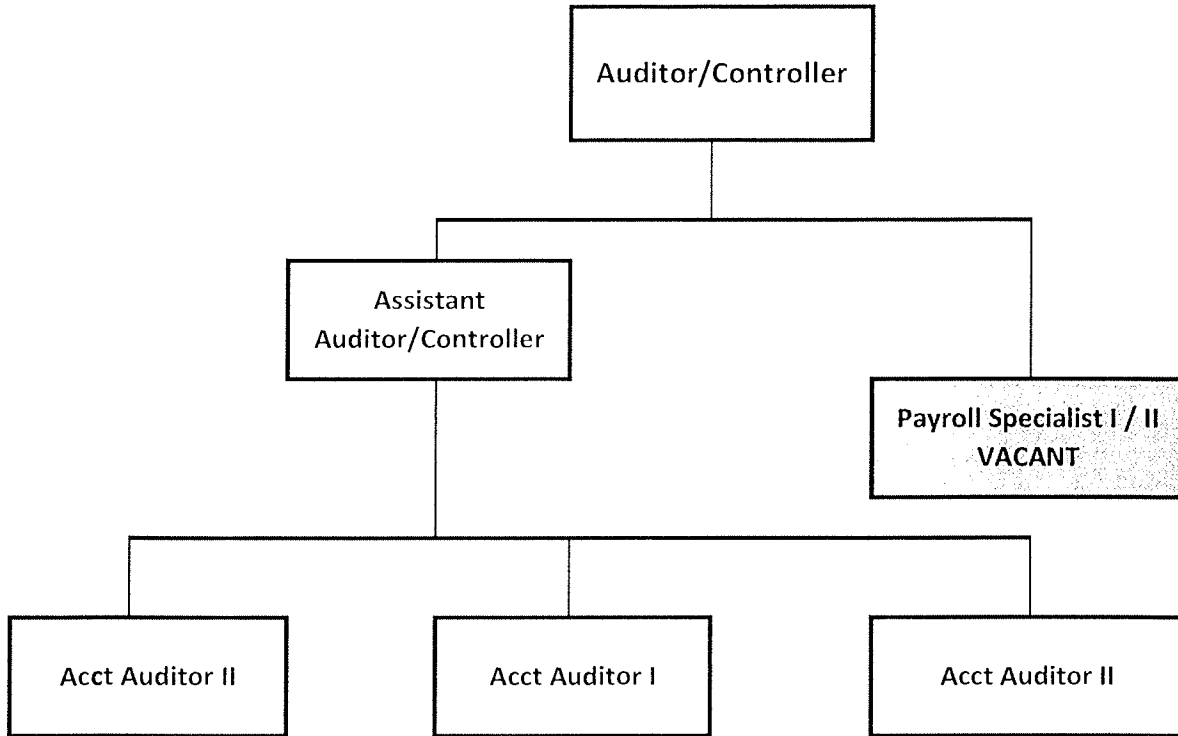 Auditor/Controller
Assistant
Auditor/Controller
Payroll Specialist I / II
VACANT
Acct Auditor II
Acct Auditor I
Acct Auditor II